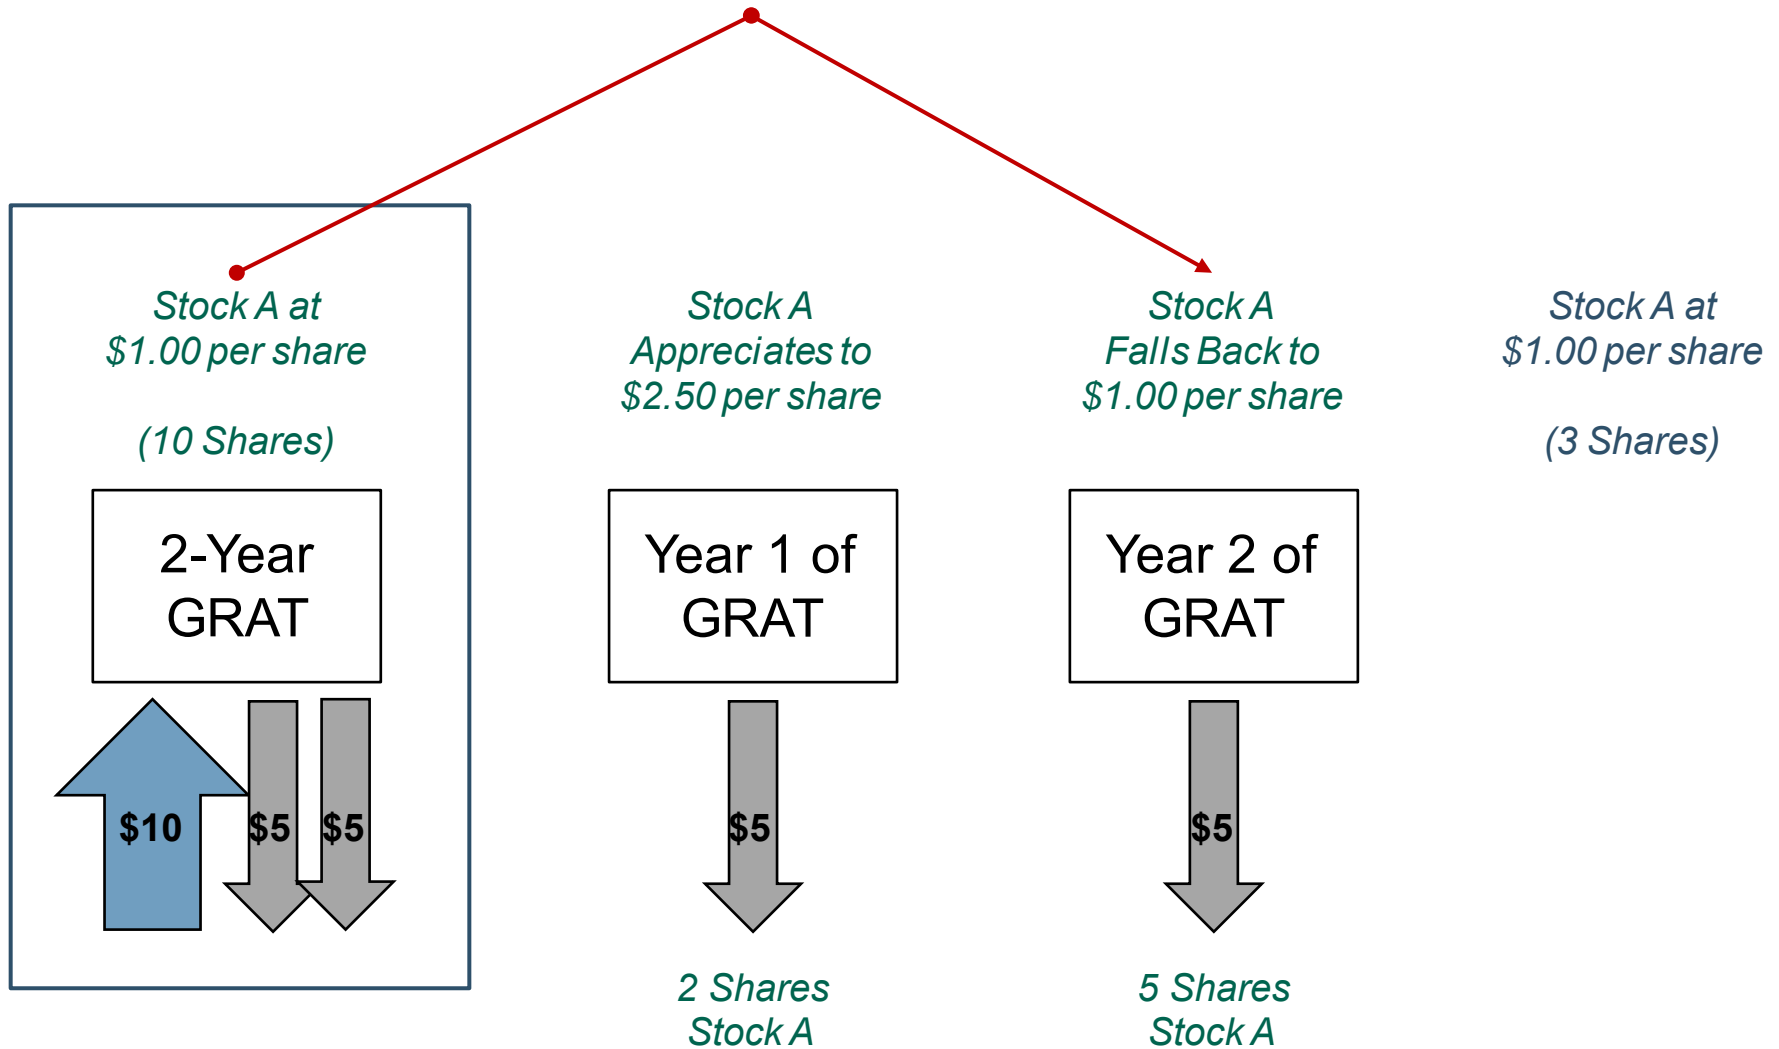 Stock A at
$1.00 per share
(10 Shares)
2-Year
GRAT
$10
$5
$5
Stock A
Appreciates to
$2.50 per share
Year 1 of
GRAT
$5
2 Shares
Stock A
Stock A
Falls Back to
$1.00 per share
Year 2 of
GRAT
$5
5 Shares
Stock A
Stock A at
$1.00 per share
(3 Shares)